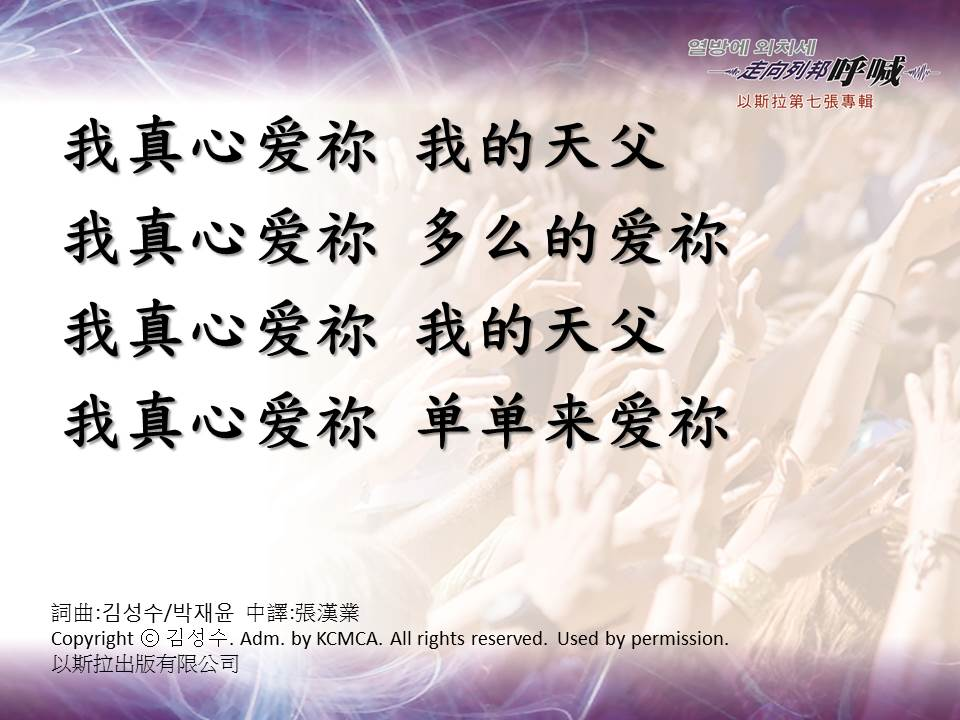 열방에 외치세
走向列邦呼喊
以斯拉第七張專輯
我真心爱祢 我的天父
我真心爱祢 多么的爱祢
我真心爱祢 我的天父
我真心爱祢 单单来爱祢
詞曲:김성수/박재윤 中譯:張漢業
Copyright ⓒ 김성수. Adm. by KCMCA. All rights reserved. Used by permission.
以斯拉出版有限公司